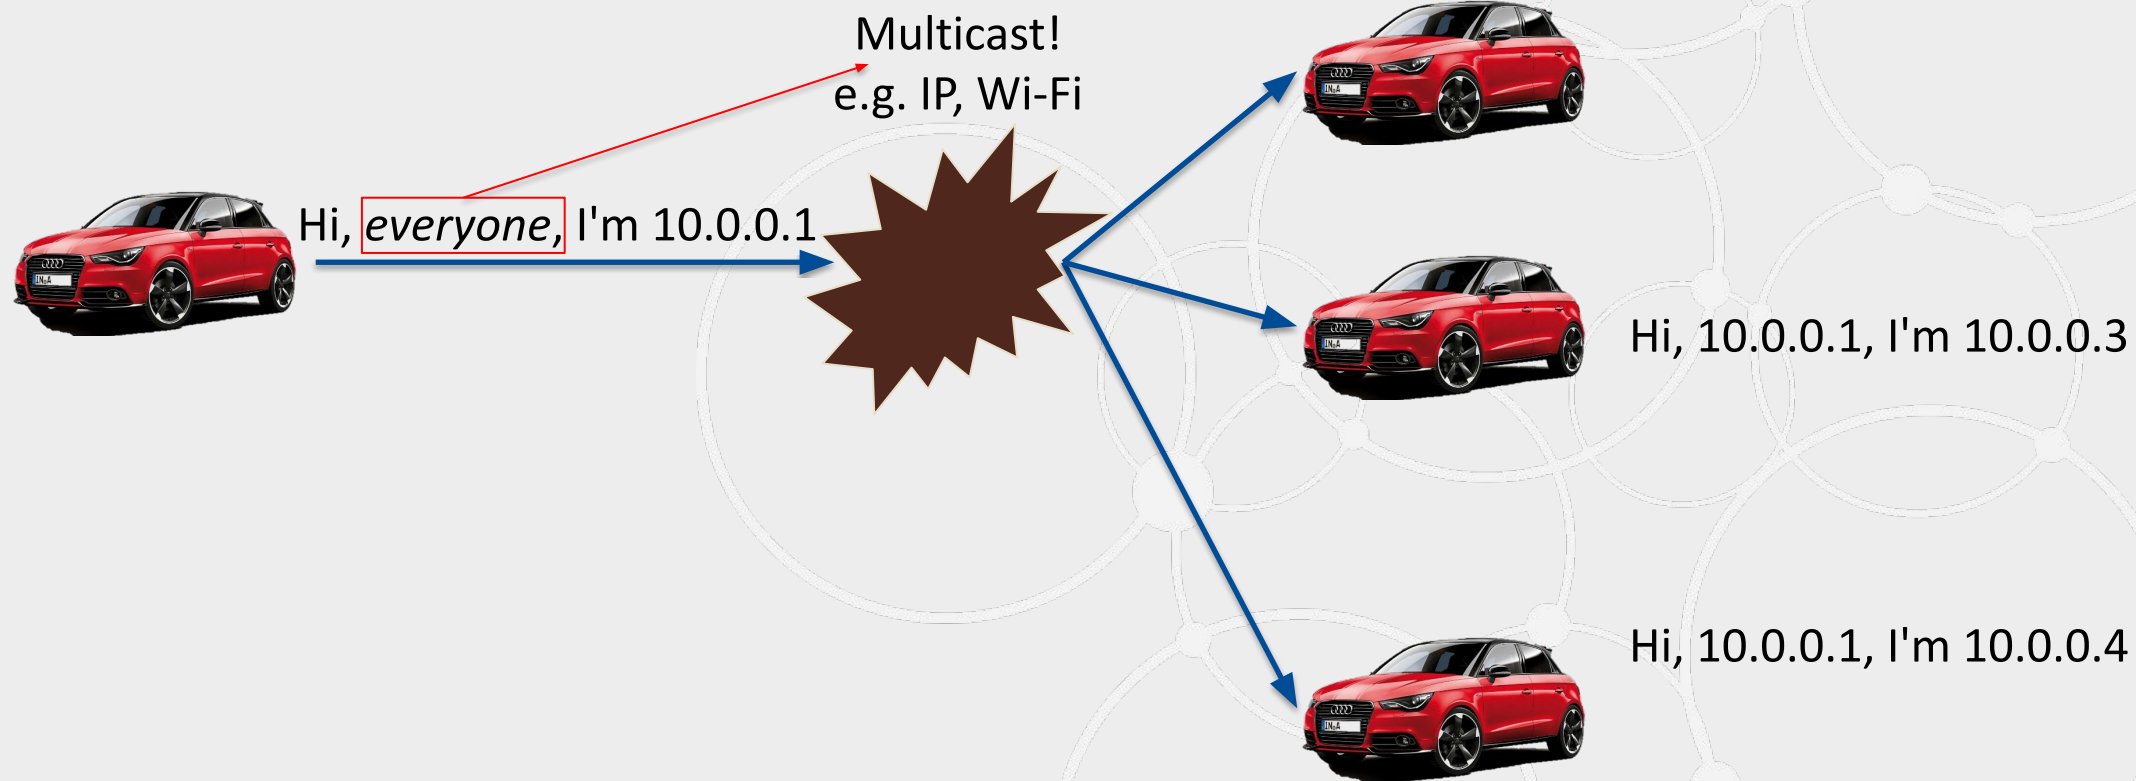 Multicast!
e.g. IP, Wi-Fi
Hi, everyone, I'm 10.0.0.1
Hi, 10.0.0.1, I'm 10.0.0.3
Hi, 10.0.0.1, I'm 10.0.0.4